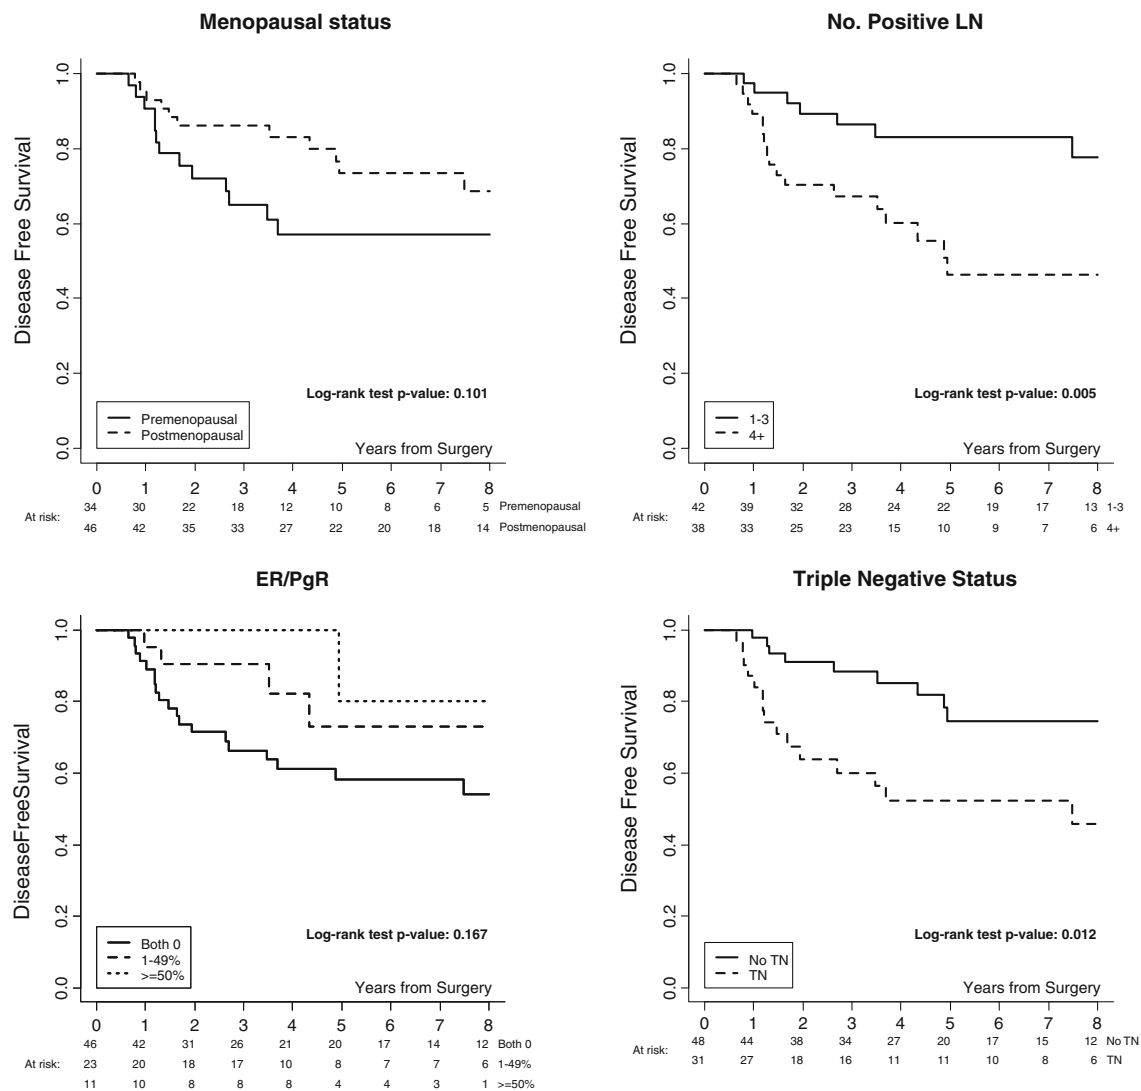 Menopausal status
Disease Free Survival
1.0
0.8
0.6
0.4
0.2
0.0
Log-rank test p-value: 0.101
Premenopausal
Postmenopausal
Years from Surgery
0 1 2 3 4 5 6 7 8
At risk:
34 30 22 18 12 10 8 6 5 Premenopausal
46 42 35 33 27 22 20 18 14 Postmenopausal
No. Positive LN
Disease Free Survival
1.0
0.8
0.6
0.4
0.2
0.0
Log-rank test p-value: 0.005
1-3
4+
Years from Surgery
0 1 2 3 4 5 6 7 8
At risk:
42 39 32 28 24 22 19 17 13 1-3
38 33 25 23 15 10 9 7 6 4+
ER/PgR
DiseaseFreeSurvival
1.0
0.8
0.6
0.4
0.2
0.0
Log-rank test p-value: 0.167
Both 0
1-49%
>=50%
Years from Surgery
0 1 2 3 4 5 6 7 8
46 42 31 26 21 20 17 14 12 Both 0
At risk: 23 20 18 17 10 8 7 7 6 1-49%
11 10 8 8 8 4 4 3 1 >=50%
Triple Negative Status
Disease Free Survival
1.0
0.8
0.6
0.4
0.2
0.0
Log-rank test p-value: 0.012
No TN
TN
Years from Surgery
0 1 2 3 4 5 6 7 8
At risk:
48 44 38 34 27 20 17 15 12 No TN
31 27 18 16 11 11 10 8 6 TN